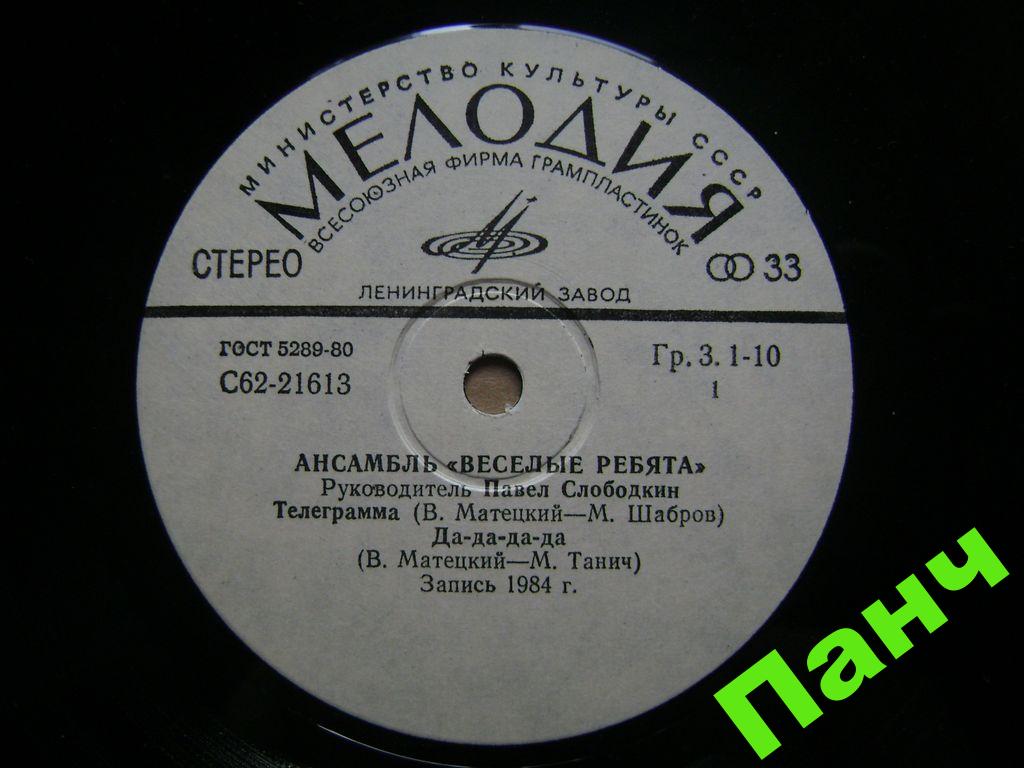 МИНИСТЕРСТВО КУЛЬТУРЫ СССР
МЕЛОДИЯ
ВСЕСОЮЗНАЯ ФИРМА ГРАМПЛАСТИНОК
СТЕРЕО
33
ЛЕНИНГРАДСКИЙ ЗАВОД
ГОСТ 5289-80
Гр. 3. 1-10
С62-21613
1
АНСАМБЛЬ «ВЕСЕЛЫЕ РЕБЯТА»
Руководитель Павел Слободкин
Телеграмма (В. Матецкий—М. Шабров)
Да-да-да-да
(В. Матецкий—М. Танич)
Запись 1984 г.
Панч